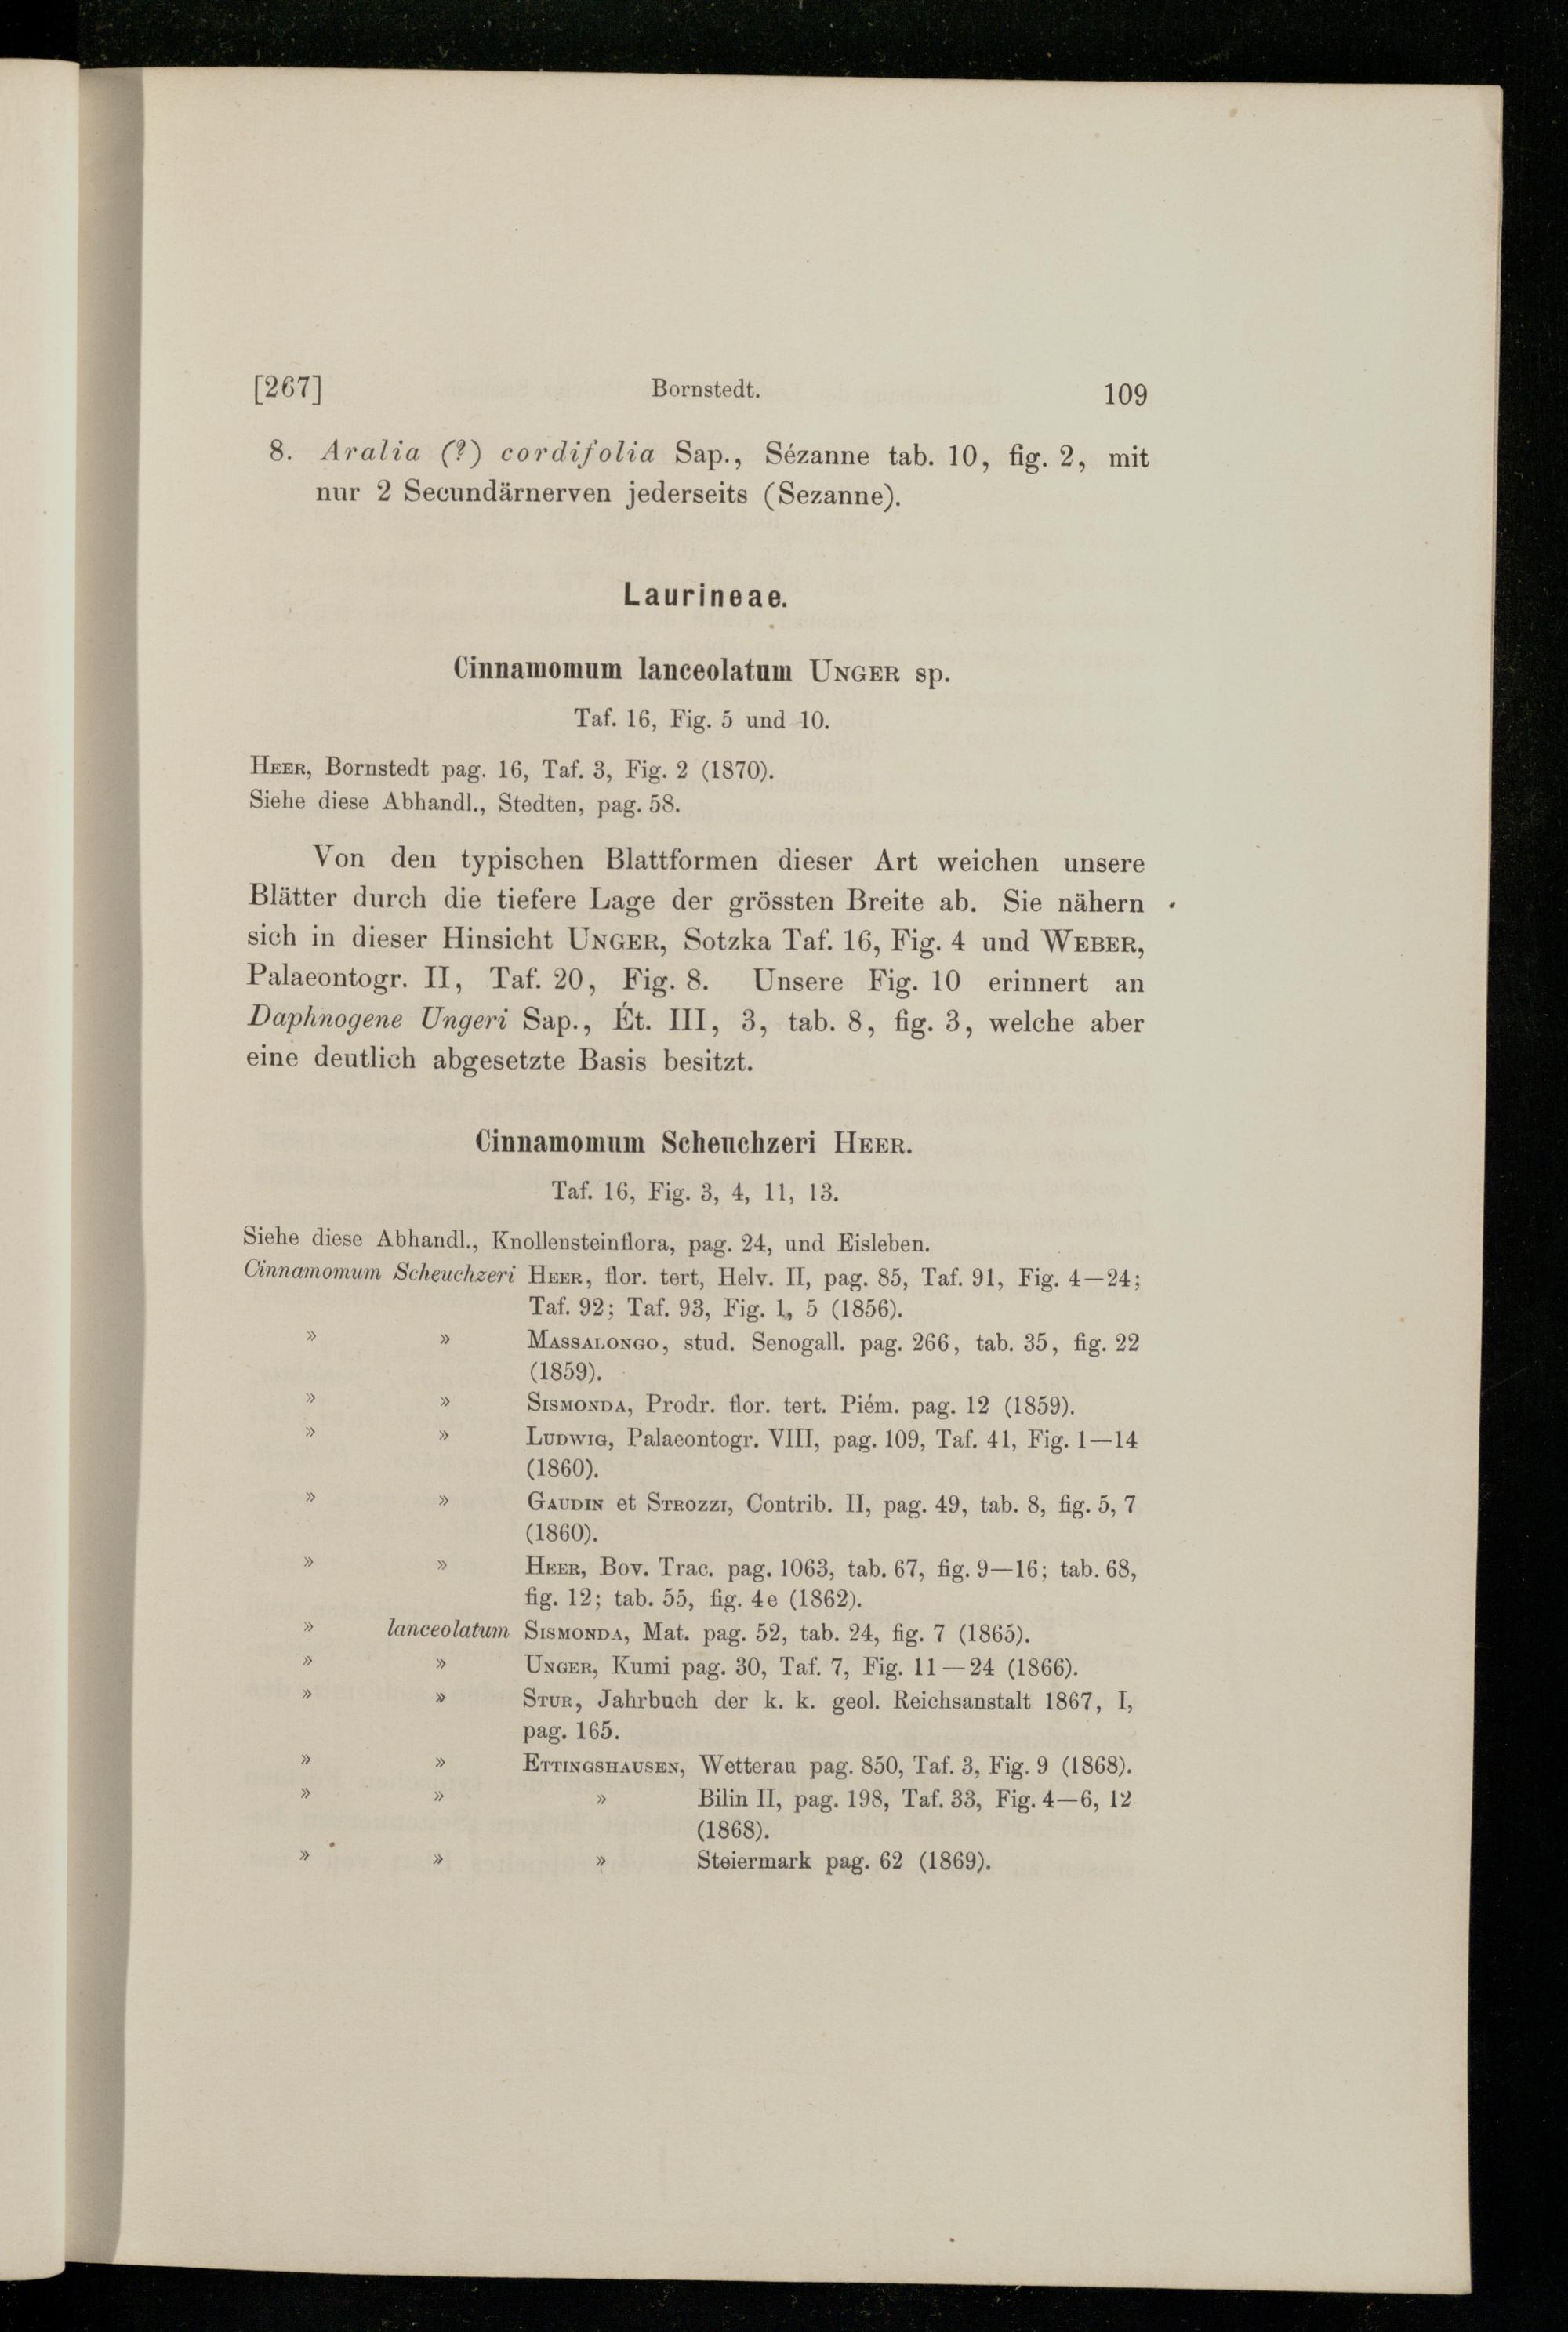 [267] Bornstedt. 109
8. Aralia (?) cordifolia Sap., Sézanne tab. 10, fig. 2, mit
nur 2 Secundärnerven jederseits (Sezanne).
Laurineae.
Cinnamomum lanceolatum UNGER sp.
Taf. 16, Fig. 5 und 10.
HEER, Bornstedt pag. 16, Taf. 3, Fig. 2 (1870).
Siehe diese Abhandl., Stedten, pag. 58.
Von den typischen Blattformen dieser Art weichen unsere
Blätter durch die tiefere Lage der grössten Breite ab. Sie nähern
sich in dieser Hinsicht UNGER, Sotzka Taf. 16, Fig. 4 und WEBER,
Palaeontogr. II, Taf. 20, Fig. 8. Unsere Fig. 10 erinnert an
Daphnogene Ungeri Sap., Ét. III, 3, tab. 8, fig. 3, welche aber
eine deutlich abgesetzte Basis besitzt.
Cinnamomum Scheuchzeri HEER.
Taf. 16, Fig. 3, 4, 11, 13.
Siehe diese Abhandl., Knollensteinflora, pag. 24, und Eisleben.
Cinnamomum Scheuchzeri HEER, flor. tert, Helv. II, pag. 85, Taf. 91, Fig. 4—24;
Taf. 92; Taf. 93, Fig. 1, 5 (1856).
» » MASSALONGO, stud. Senogall. pag. 266, tab. 35, fig. 22
(1859).
» » SISMONDA, Prodr. flor. tert. Piém. pag. 12 (1859).
» » LUDWIG, Palaeontogr. VIII, pag. 109, Taf. 41, Fig. 1—14
(1860).
» » GAUDIN et STROZZI, Contrib. II, pag. 49, tab. 8, fig. 5, 7
(1860).
» » HEER, Bov. Trac. pag. 1063, tab. 67, fig. 9—16; tab. 68,
fig. 12; tab. 55, fig. 4e (1862).
» lanceolatum SISMONDA, Mat. pag. 52, tab. 24, fig. 7 (1865).
» » UNGER, Kumi pag. 30, Taf. 7, Fig. 11—24 (1866).
» » STUR, Jahrbuch der k. k. geol. Reichsanstalt 1867, I,
pag. 165.
» » ETTINGSHAUSEN, Wetterau pag. 850, Taf. 3, Fig. 9 (1868).
» » » Bilin II, pag. 198, Taf. 33, Fig. 4—6, 12
(1868).
» » » Steiermark pag. 62 (1869).